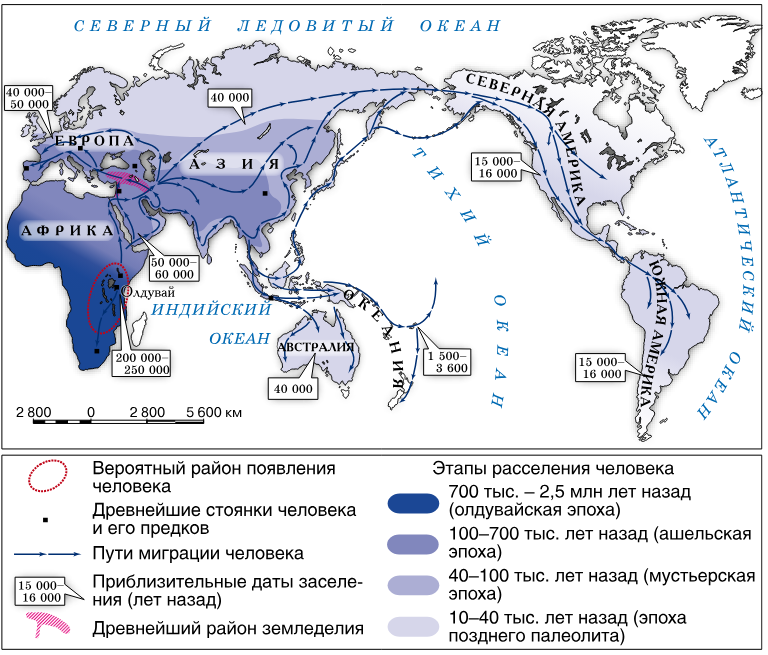 СЕВЕРНЫЙ ЛЕДОВИТЫЙ ОКЕАН
40 000–
50 000
40 000
СЕВЕРНАЯ АМЕРИКА
ЕВРОПА
АЗИЯ
ТИХИЙ ОКЕАН
15 000–
16 000
АТЛАНТИЧЕСКИЙ ОКЕАН
АФРИКА
50 000–
60 000
Олдувай
ИНДИЙСКИЙ
ОКЕАН
ОКЕАНИЯ
ЮЖНАЯ АМЕРИКА
АВСТРАЛИЯ
200 000–
250 000
40 000
1 500–
3 600
15 000–
16 000
2 800 0 2 800 5 600 км
Вероятный район появления
человека
Древнейшие стоянки человека
и его предков
Пути миграции человека
15 000–
16 000
Приблизительные даты заселе-
ния (лет назад)
Древнейший район земледелия
Этапы расселения человека
700 тыс. – 2,5 млн лет назад
(олдувайская эпоха)
100–700 тыс. лет назад (ашельская
эпоха)
40–100 тыс. лет назад (мустьерская
эпоха)
10–40 тыс. лет назад (эпоха
позднего палеолита)